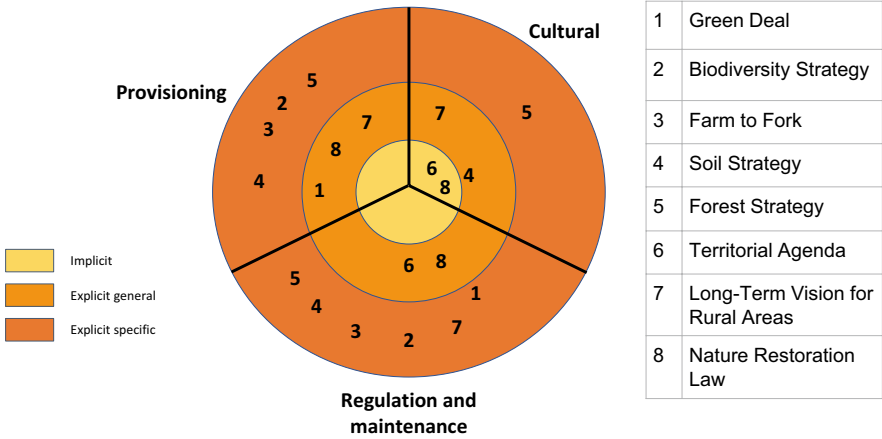 Cultural
Provisioning
5
2
3
4
7
8
1
7
5
6
8
4
6
8
1
5
4
3
2
7
Regulation and
maintenance
Implicit
Explicit general
Explicit specific
1 Green Deal
2 Biodiversity Strategy
3 Farm to Fork
4 Soil Strategy
5 Forest Strategy
6 Territorial Agenda
7 Long-Term Vision for
Rural Areas
8 Nature Restoration
Law